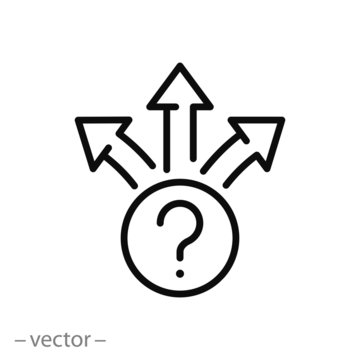 ?
– vector –